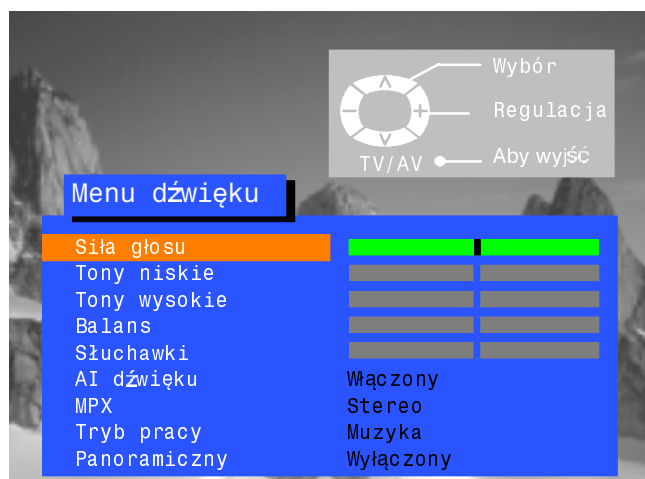 Wybór
Regulacja
TV/AV Aby wyjść
Menu dźwięku
Siła głosu
Tony niskie
Tony wysokie
Balans
Słuchawki
AI dźwięku Włączony
MPX Stereo
Tryb pracy Muzyka
Panoramiczny Wyłączony